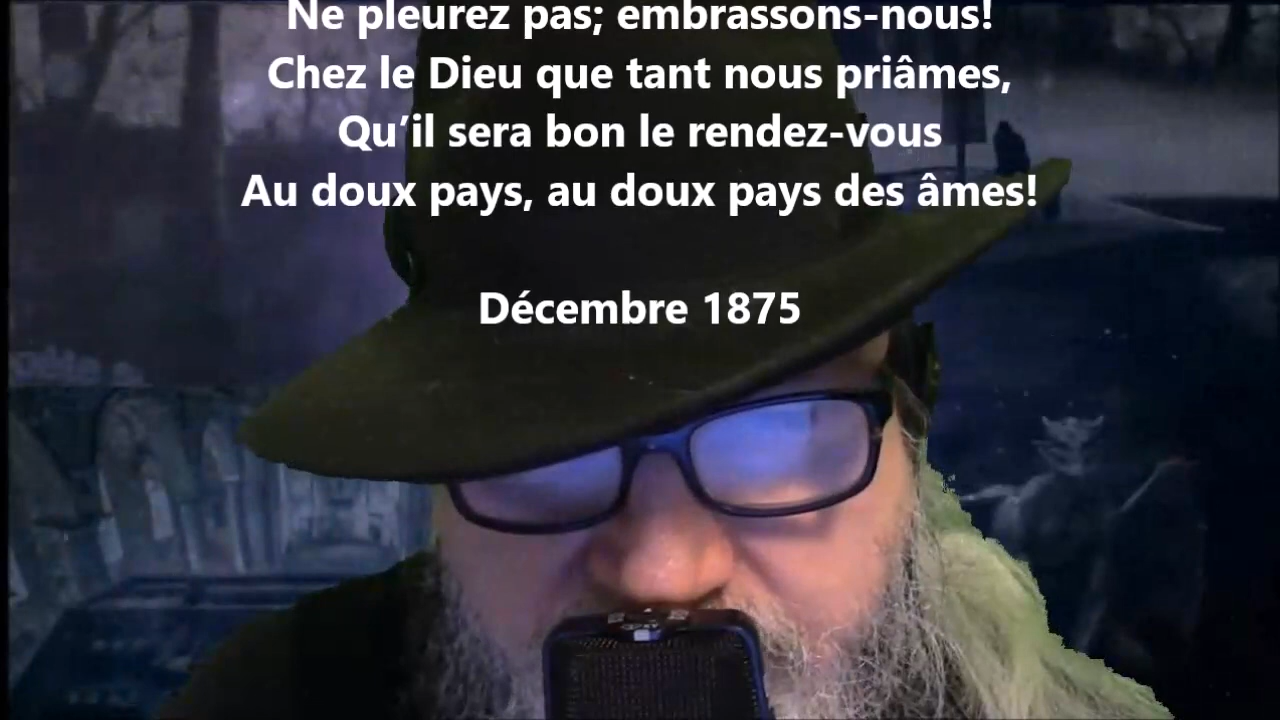 Ne pleurez pas; embrassons-nous!
Chez le Dieu que tant nous priâmes,
Qu’il sera bon le rendez-vous
Au doux pays, au doux pays des âmes!
Décembre 1875